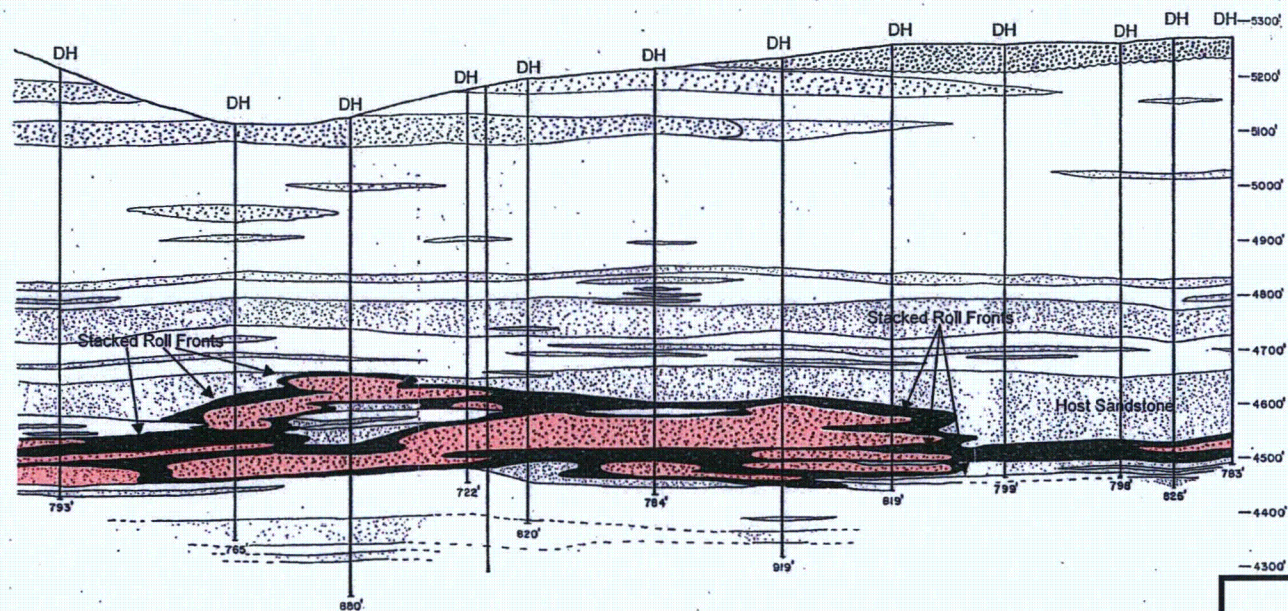 DH
DH
DH
DH
DH
DH
DH
DH
DH
DH
DH
DH
5300'
5200'
5100'
5000'
4900'
4800'
4700'
4600'
4500'
4400'
4300'
Stacked Roll Fronts
Stacked Roll Fronts
Host Sandstone
793'
765'
880'
722'
820'
784'
919'
819'
799'
798'
826'
783'